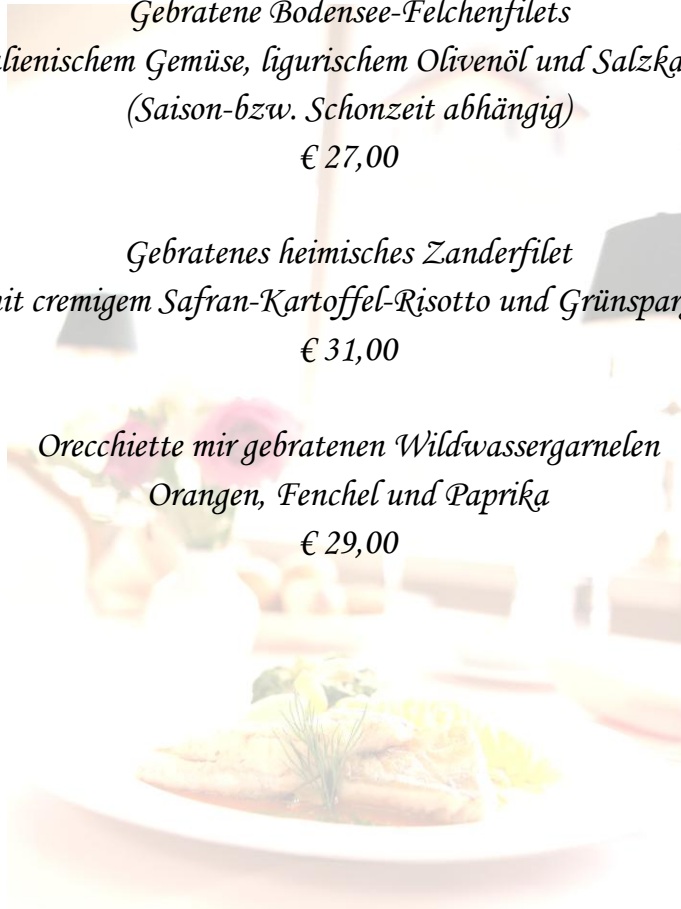 Gebratene Bodensee-Felchenfilets
Gemüse, ligurischem Olivenöl und
(Saison-bzw. Schonzeit abhängig)
€ 27,00
Gebratenes heimisches Zanderfilet
cremigem Safran-Kartoffel-Risotto und
€ 31,00
Orecchiette mir gebratenen Wildwassergarnelen
Orangen, Fenchel und Paprika
€ 29,00